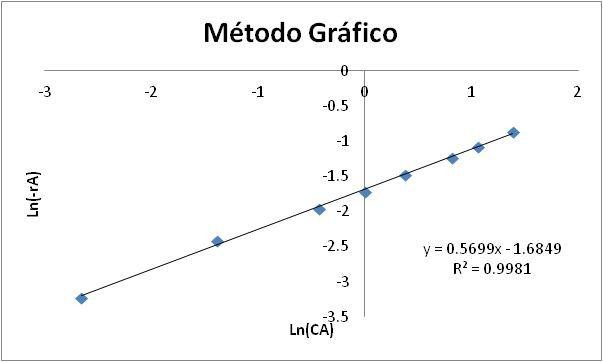 Método Gráfico
0
-3 -2 -1 0 1 2
-0.5
-1
-1.5
-2
-2.5
-3
-3.5
Ln(-rA)
y = 0.5699x - 1.6849
R² = 0.9981
Ln(CA)